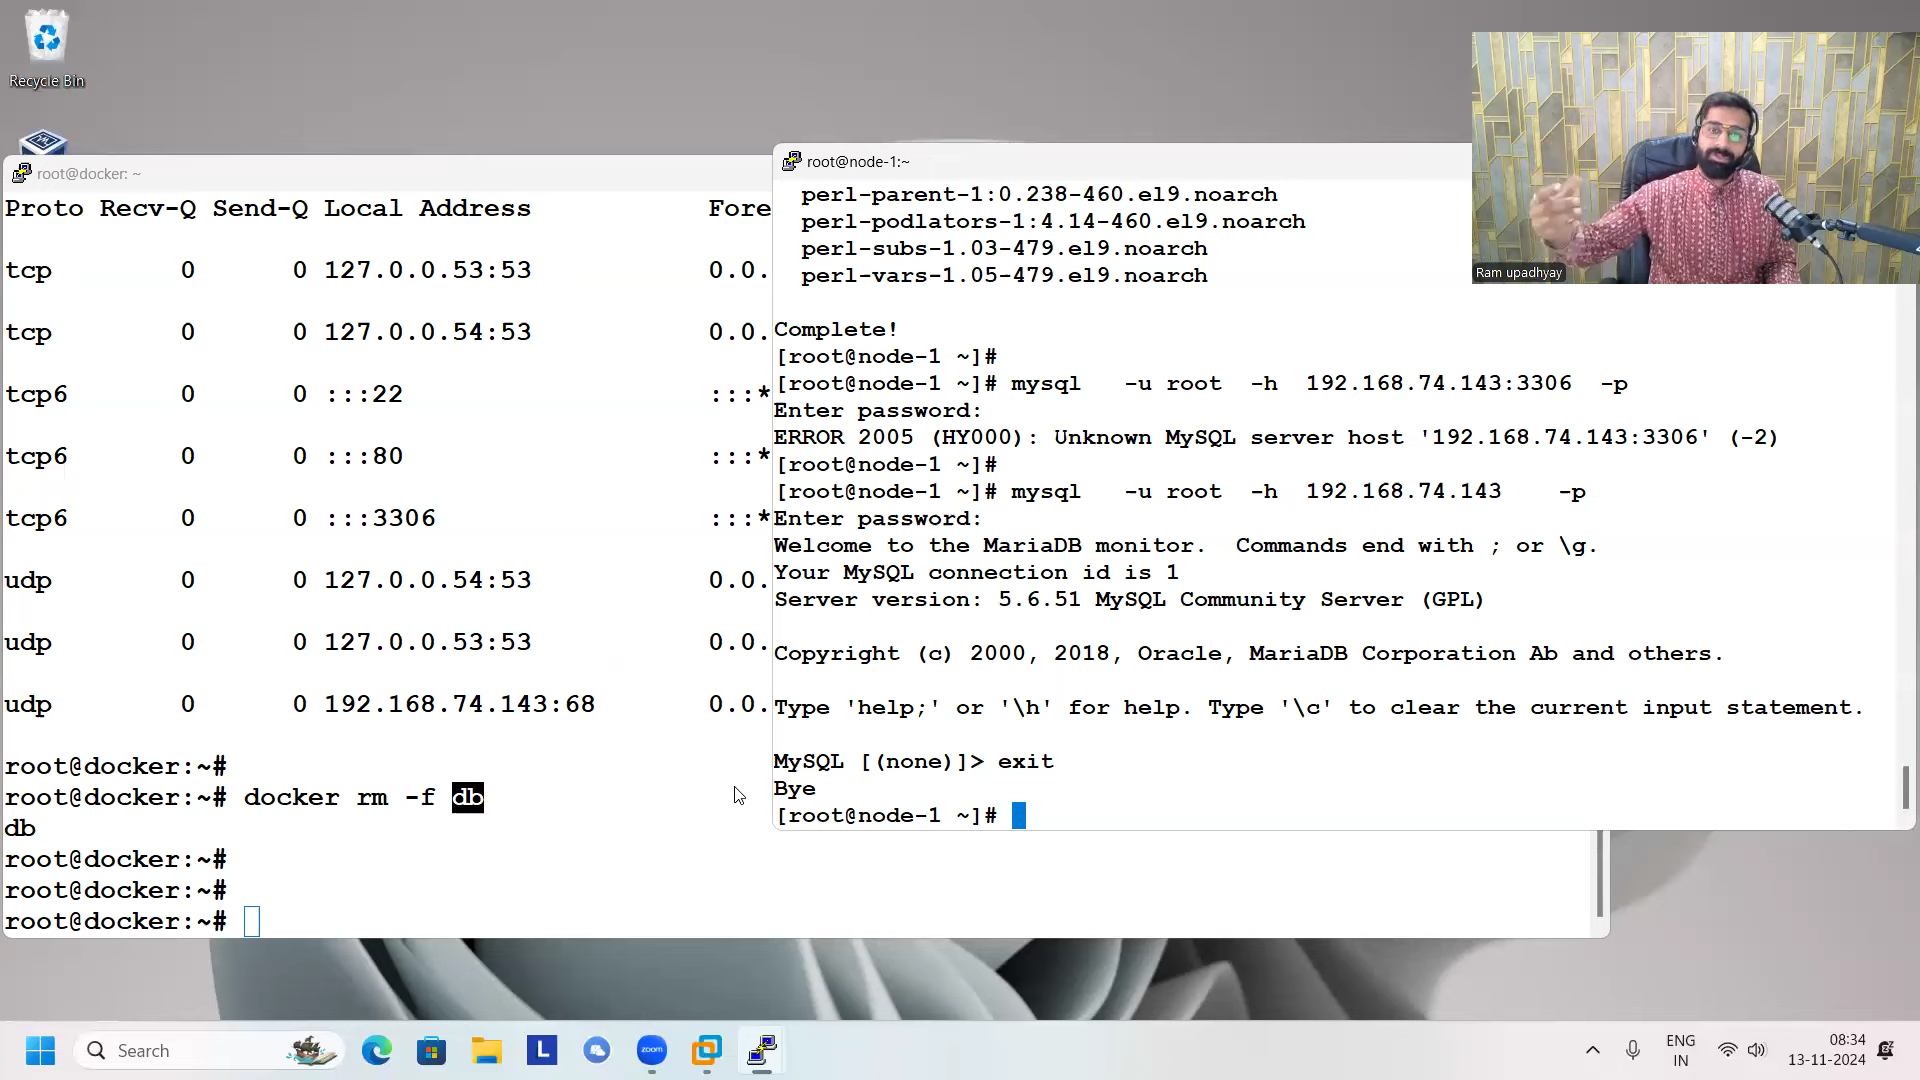 Recycle Bin
root@docker: ~
Proto Recv-Q Send-Q Local Address Fore
tcp 0 0 127.0.0.53:53 0.0.
tcp 0 0 127.0.0.54:53 0.0.
tcp6 0 0 :::22 :::*
tcp6 0 0 :::80 :::*
tcp6 0 0 :::3306 :::*
udp 0 0 127.0.0.54:53 0.0.
udp 0 0 127.0.0.53:53 0.0.
udp 0 0 192.168.74.143:68 0.0.
root@docker:~#
root@docker:~# docker rm -f db
db
root@docker:~#
root@docker:~#
root@docker:~#
root@node-1:~
perl-parent-1:0.238-460.el9.noarch
perl-podlators-1:4.14-460.el9.noarch
perl-subs-1.03-479.el9.noarch
perl-vars-1.05-479.el9.noarch
Complete!
[root@node-1 ~]#
[root@node-1 ~]# mysql -u root -h 192.168.74.143:3306 -p
Enter password:
ERROR 2005 (HY000): Unknown MySQL server host '192.168.74.143:3306' (-2)
[root@node-1 ~]#
[root@node-1 ~]# mysql -u root -h 192.168.74.143 -p
Enter password:
Welcome to the MariaDB monitor. Commands end with ; or \g.
Your MySQL connection id is 1
Server version: 5.6.51 MySQL Community Server (GPL)
Copyright (c) 2000, 2018, Oracle, MariaDB Corporation Ab and others.
Type 'help;' or '\h' for help. Type '\c' to clear the current input statement.
MySQL [(none)]> exit
Bye
[root@node-1 ~]#
Ram upadhyay
Search
L
zoom
ENG
IN
08:34
13-11-2024